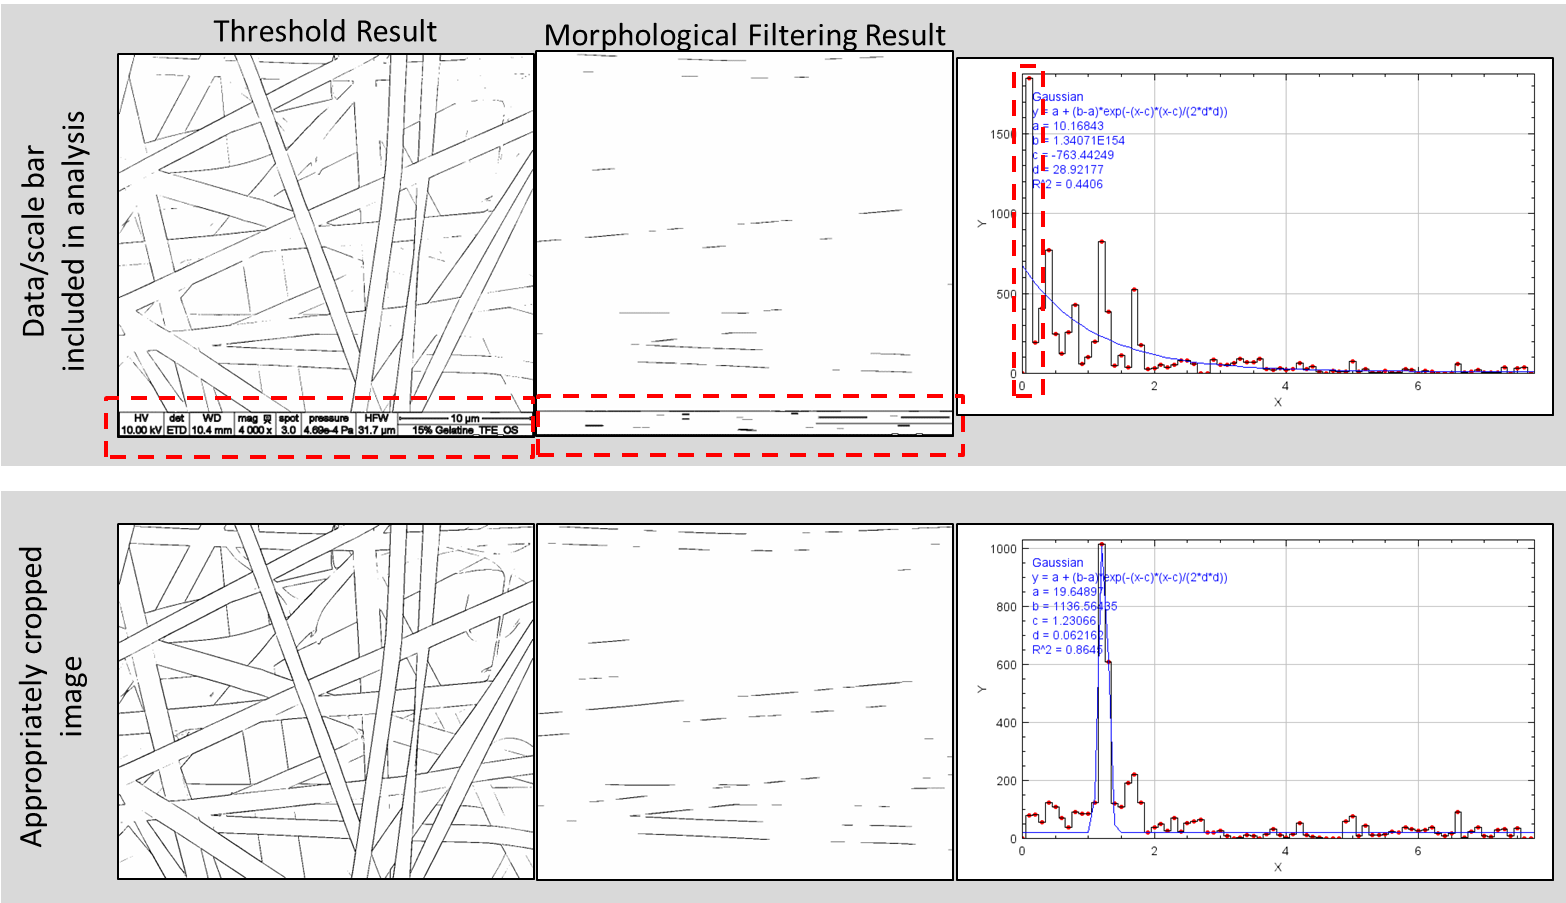 Threshold Result
Morphological Filtering Result
Data/scale bar
included in analysis
HV det WD mag spot pressure HFW 10 µm
10.00 kV ETD 10.4 mm 4 000 x 3.0 4.69e-4 Pa 31.7 µm 15% Gelatine_TFE_OS
Gaussian
y = a + (b-a)*exp(-(x-c)*(x-c)/(2*d*d))
a = 10.16843
b = 1.34071E154
c = -763.44249
d = 28.92177
R^2 = 0.4406
1500
1000
500
0
Y
0 2 4 6
X
Appropriately cropped
image
Gaussian
y = a + (b-a)*exp(-(x-c)*(x-c)/(2*d*d))
a = 19.64897
b = 1136.56435
c = 1.23066
d = 0.062162
R^2 = 0.8645
1000
800
600
400
200
0
Y
0 2 4 6
X